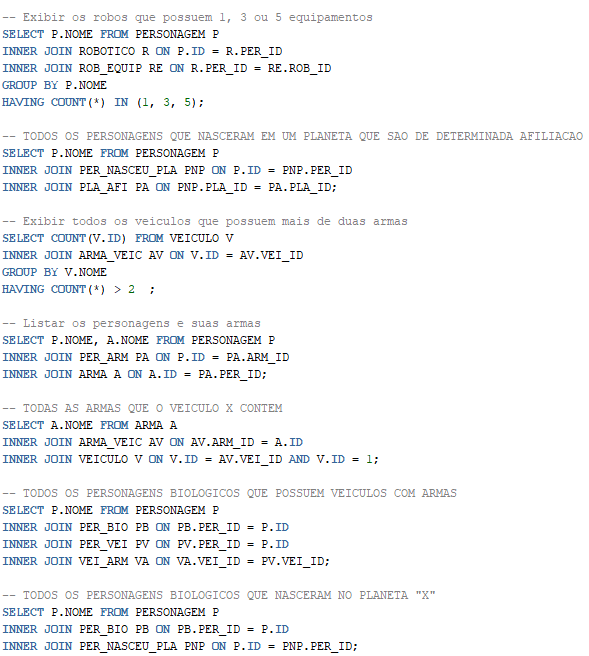 -- Exibir os robos que possuem 1, 3 ou 5 equipamentos
SELECT P.NOME FROM PERSONAGEM P
INNER JOIN ROBOTICO R ON P.ID = R.PER_ID
INNER JOIN ROB_EQUIP RE ON R.PER_ID = RE.ROB_ID
GROUP BY P.NOME
HAVING COUNT(*) IN (1, 3, 5);
-- TODOS OS PERSONAGENS QUE NASCERAM EM UM PLANETA QUE SAO DE DETERMINADA AFILIACAO
SELECT P.NOME FROM PERSONAGEM P
INNER JOIN PER_NASCEU_PLA PNP ON P.ID = PNP.PER_ID
INNER JOIN PLA_AFI PA ON PNP.PLA_ID = PA.PLA_ID;
-- Exibir todos os veiculos que possuem mais de duas armas
SELECT COUNT(V.ID) FROM VEICULO V
INNER JOIN ARMA_VEIC AV ON V.ID = AV.VEI_ID
GROUP BY V.NOME
HAVING COUNT(*) > 2  ;
-- Listar os personagens e suas armas
SELECT P.NOME, A.NOME FROM PERSONAGEM P
INNER JOIN PER_ARM PA ON P.ID = PA.ARM_ID
INNER JOIN ARMA A ON A.ID = PA.PER_ID;
-- TODAS AS ARMAS QUE O VEICULO X CONTEM
SELECT A.NOME FROM ARMA A
INNER JOIN ARMA_VEIC AV ON AV.ARM_ID = A.ID
INNER JOIN VEICULO V ON V.ID = AV.VEI_ID AND V.ID = 1;
-- TODOS OS PERSONAGENS BIOLOGICOS QUE POSSUEM VEICULOS COM ARMAS
SELECT P.NOME FROM PERSONAGEM P
INNER JOIN PER_BIO PB ON PB.PER_ID = P.ID
INNER JOIN PER_VEI PV ON PV.PER_ID = P.ID
INNER JOIN VEI_ARM VA ON VA.VEI_ID = PV.VEI_ID;
-- TODOS OS PERSONAGENS BIOLOGICOS QUE NASCERAM NO PLANETA "X"
SELECT P.NOME FROM PERSONAGEM P
INNER JOIN PER_BIO PB ON PB.PER_ID = P.ID
INNER JOIN PER_NASCEU_PLA PNP ON P.ID = PNP.PER_ID;